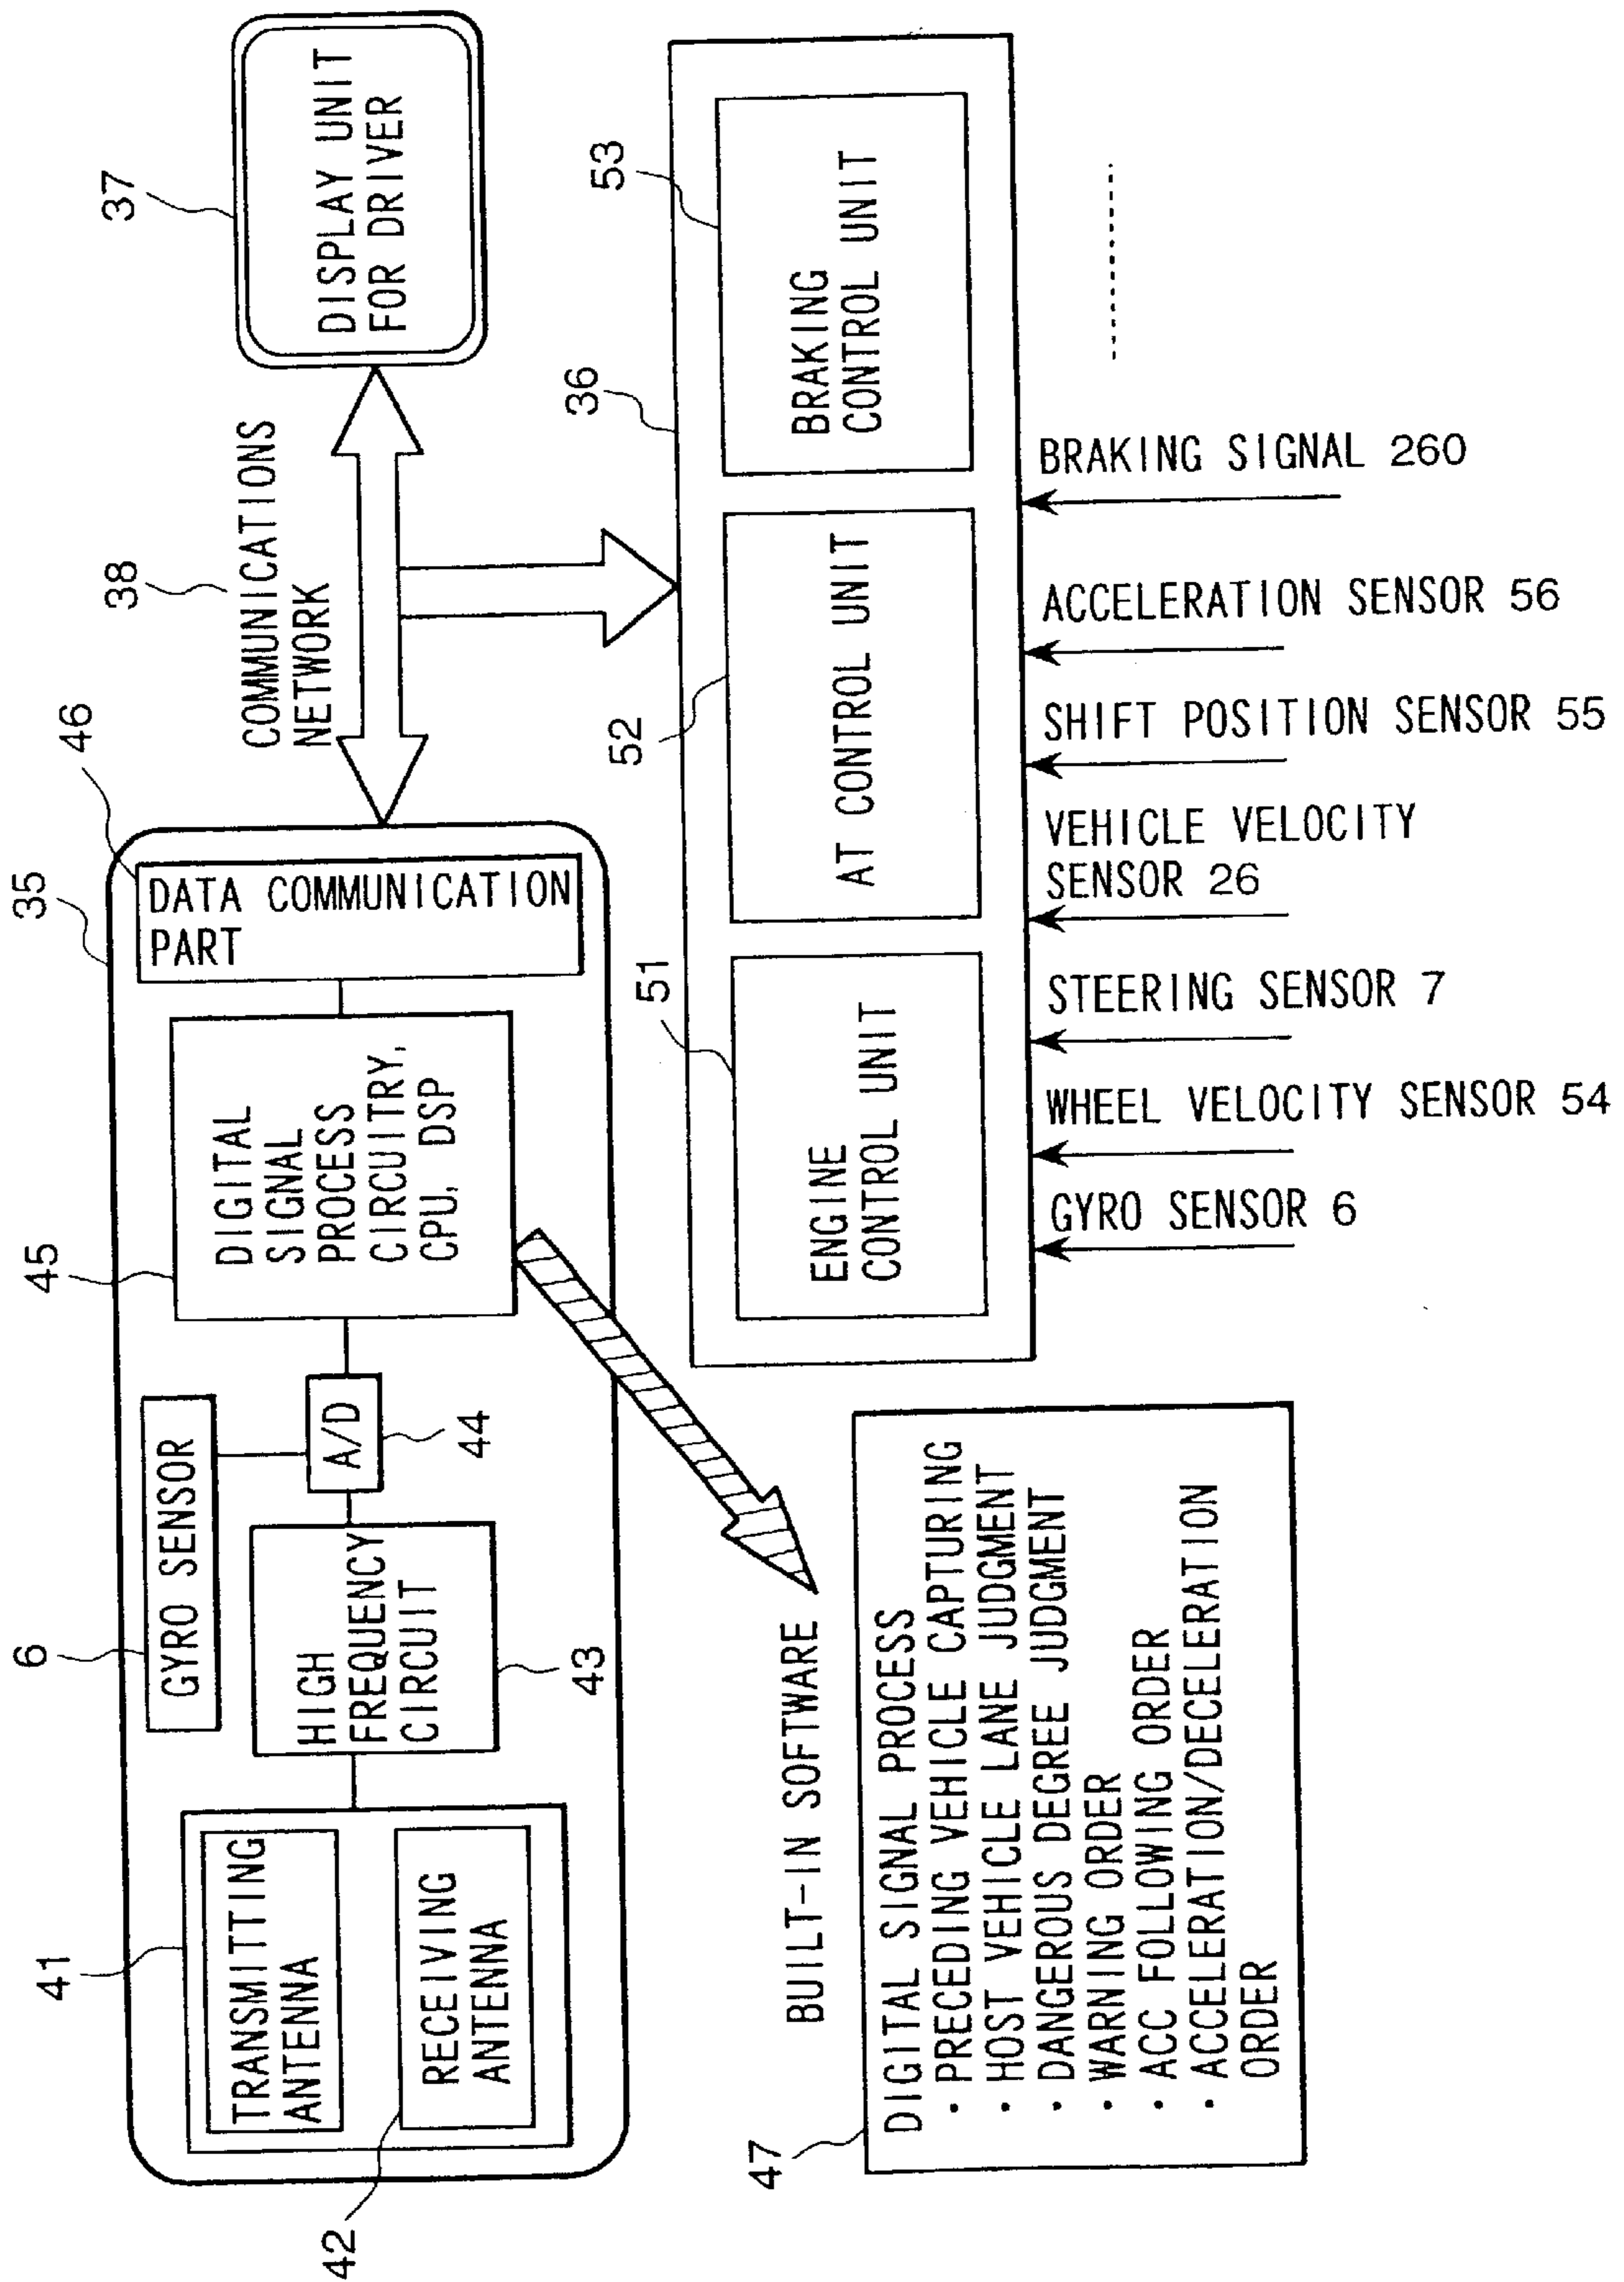 35
46
41
TRANSMITTING
ANTENNA
42
RECEIVING
ANTENNA
6
GYRO SENSOR
HIGH
FREQUENCY
CIRCUIT
43
A/D
44
45
DIGITAL
SIGNAL
PROCESS
CIRCUITRY,
CPU, DSP
DATA COMMUNICATION
PART
38
COMMUNICATIONS
NETWORK
37
DISPLAY UNIT
FOR DRIVER
BUILT-IN SOFTWARE
47
DIGITAL SIGNAL PROCESS
· PRECEDING VEHICLE CAPTURING
· HOST VEHICLE LANE JUDGMENT
· DANGEROUS DEGREE JUDGMENT
· WARNING ORDER
· ACC FOLLOWING ORDER
· ACCELERATION/DECELERATION
ORDER
36
51
ENGINE
CONTROL UNIT
52
AT CONTROL UNIT
53
BRAKING
CONTROL UNIT
GYRO SENSOR 6
WHEEL VELOCITY SENSOR 54
STEERING SENSOR 7
VEHICLE VELOCITY
SENSOR 26
SHIFT POSITION SENSOR 55
ACCELERATION SENSOR 56
BRAKING SIGNAL 260